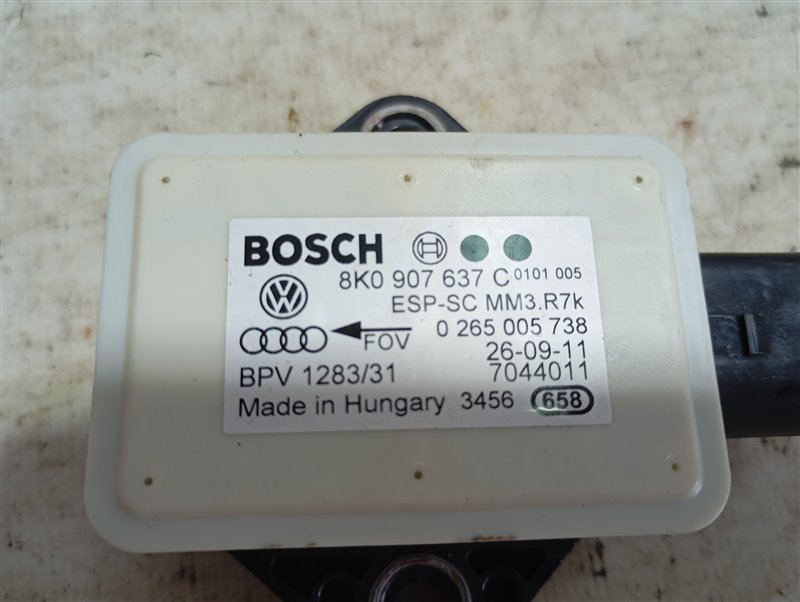 BOSCH
8K0 907 637 C 0101 005
ESP-SC MM3.R7k
FOV 0 265 005 738
26-09-11
BPV 1283/31 7044011
Made in Hungary 3456 658